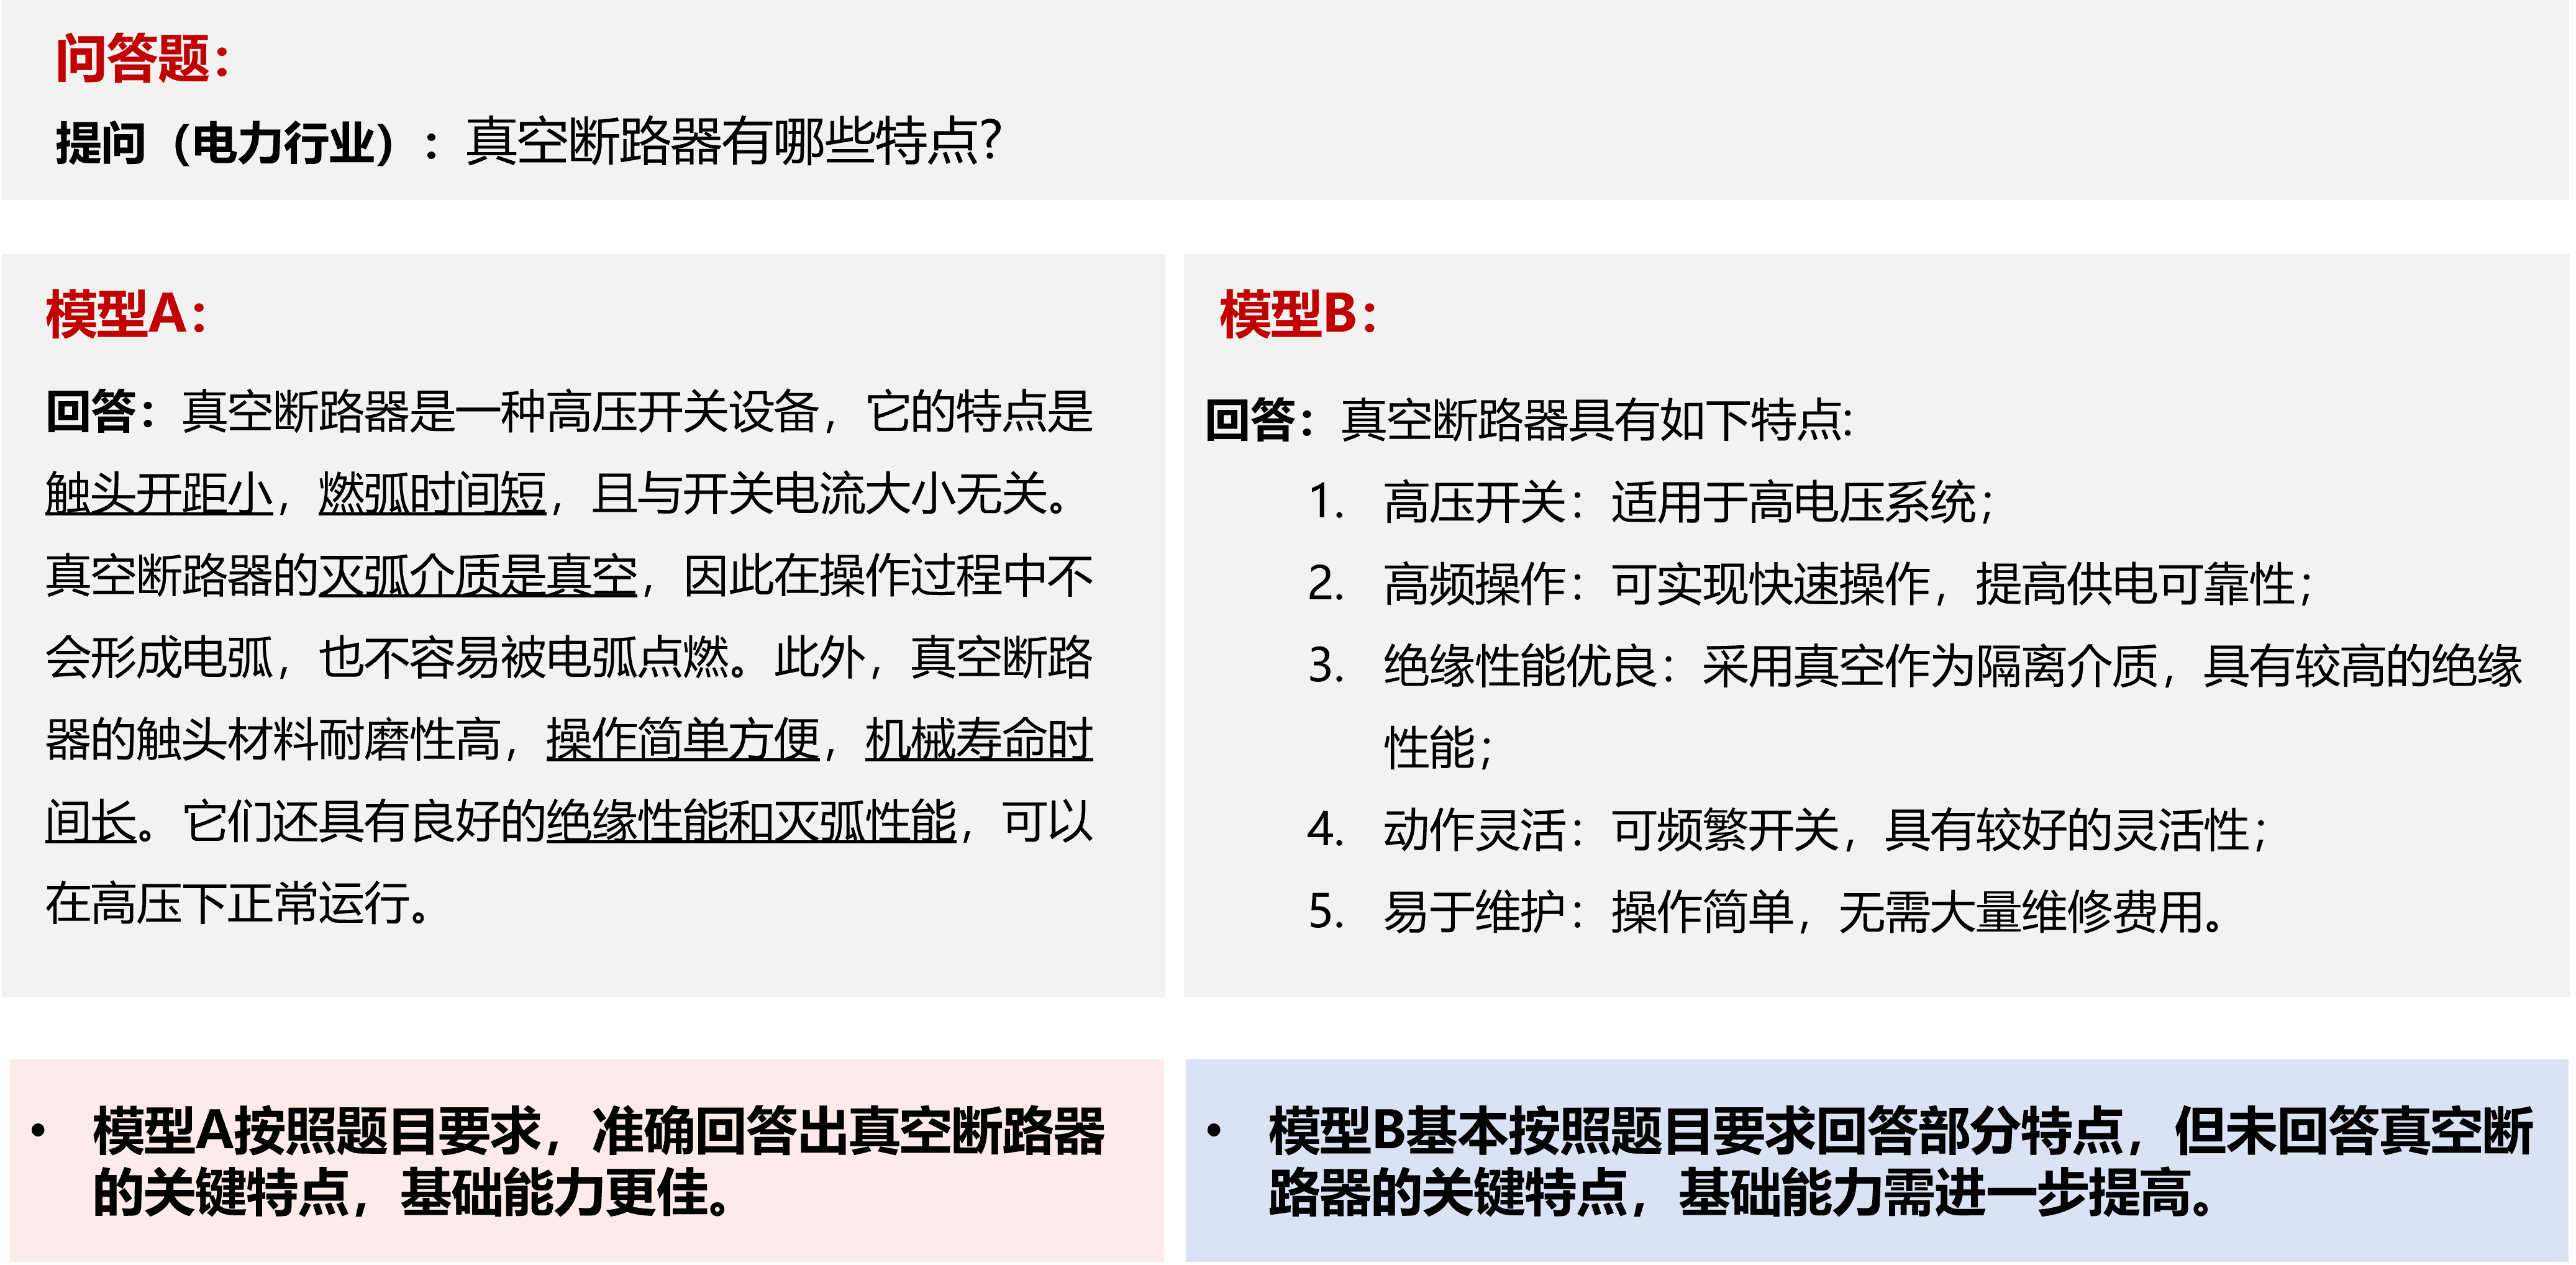 问答题：
提问（电力行业）：真空断路器有哪些特点?
模型A：
回答：真空断路器是一种高压开关设备，它的特点是
触头开距小，燃弧时间短，且与开关电流大小无关。
真空断路器的灭弧介质是真空，因此在操作过程中不
会形成电弧，也不容易被电弧点燃。此外，真空断路
器的触头材料耐磨性高，操作简单方便，机械寿命时
间长。它们还具有良好的绝缘性能和灭弧性能，可以
在高压下正常运行。
模型B：
回答：真空断路器具有如下特点:
1. 高压开关：适用于高电压系统；
2. 高频操作：可实现快速操作，提高供电可靠性；
3. 绝缘性能优良：采用真空作为隔离介质，具有较高的绝缘
性能；
4. 动作灵活：可频繁开关，具有较好的灵活性；
5. 易于维护：操作简单，无需大量维修费用。
• 模型A按照题目要求，准确回答出真空断路器
的关键特点，基础能力更佳。
• 模型B基本按照题目要求回答部分特点，但未回答真空断
路器的关键特点，基础能力需进一步提高。